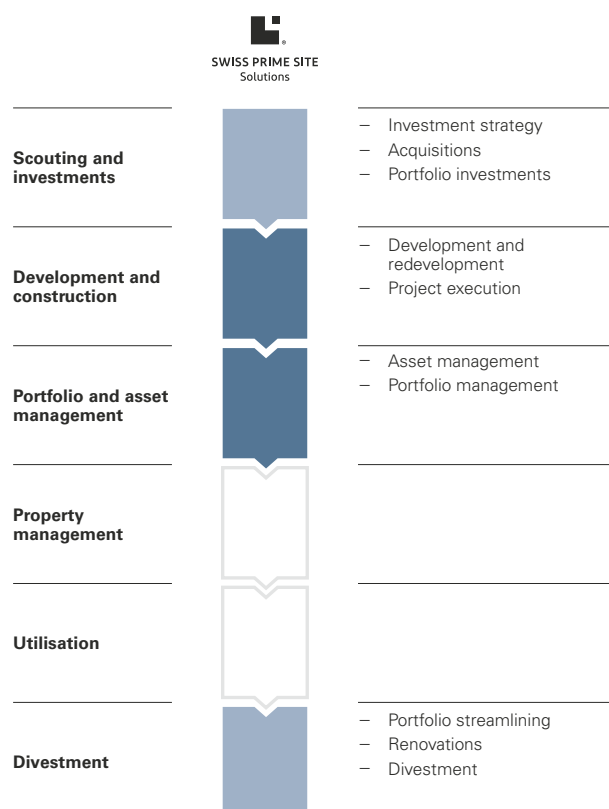 SWISS PRIME SITE
Solutions
Scouting and
investments
– Investment strategy
– Acquisitions
– Portfolio investments
Development and
construction
– Development and
redevelopment
– Project execution
Portfolio and asset
management
– Asset management
– Portfolio management
Property
management
Utilisation
Divestment
– Portfolio streamlining
– Renovations
– Divestment